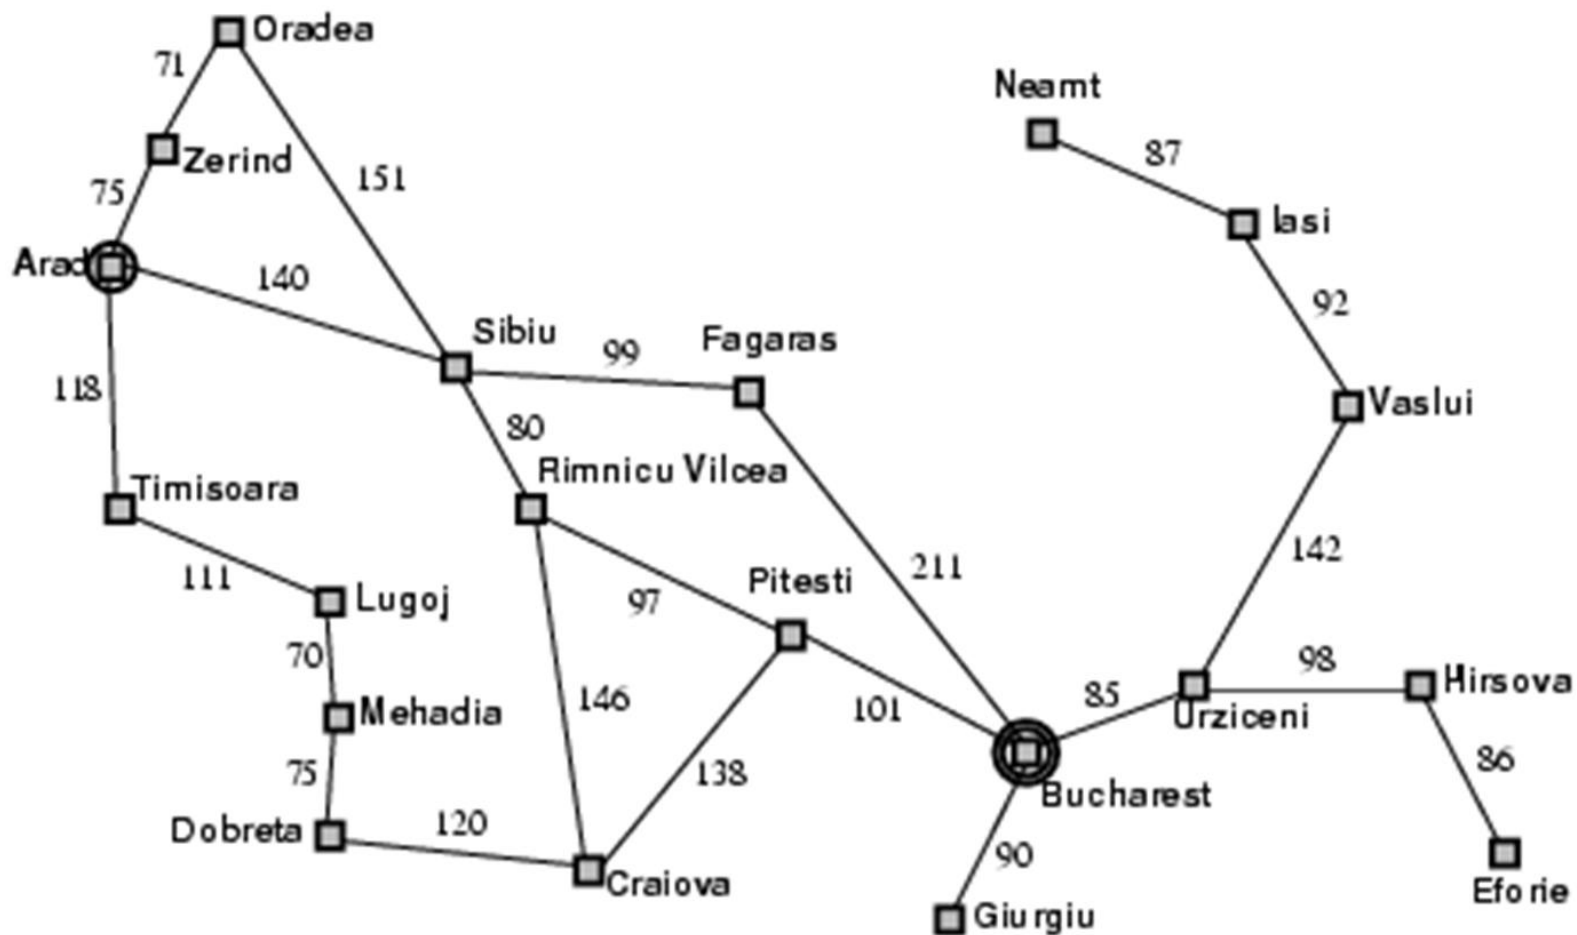 Oradea
71
Neamt
87
Zerind
151
75
Iasi
Arad
140
92
Sibiu
Fagaras
99
118
Vaslui
80
Rimnicu Vilcea
Timisoara
142
211
111
Pitesti
97
Lugoj
70
98
Hirsova
146
85
101
Urziceni
Mehadia
138
86
75
Bucharest
Dobreta
120
90
Craiova
Eforie
Giurgiu